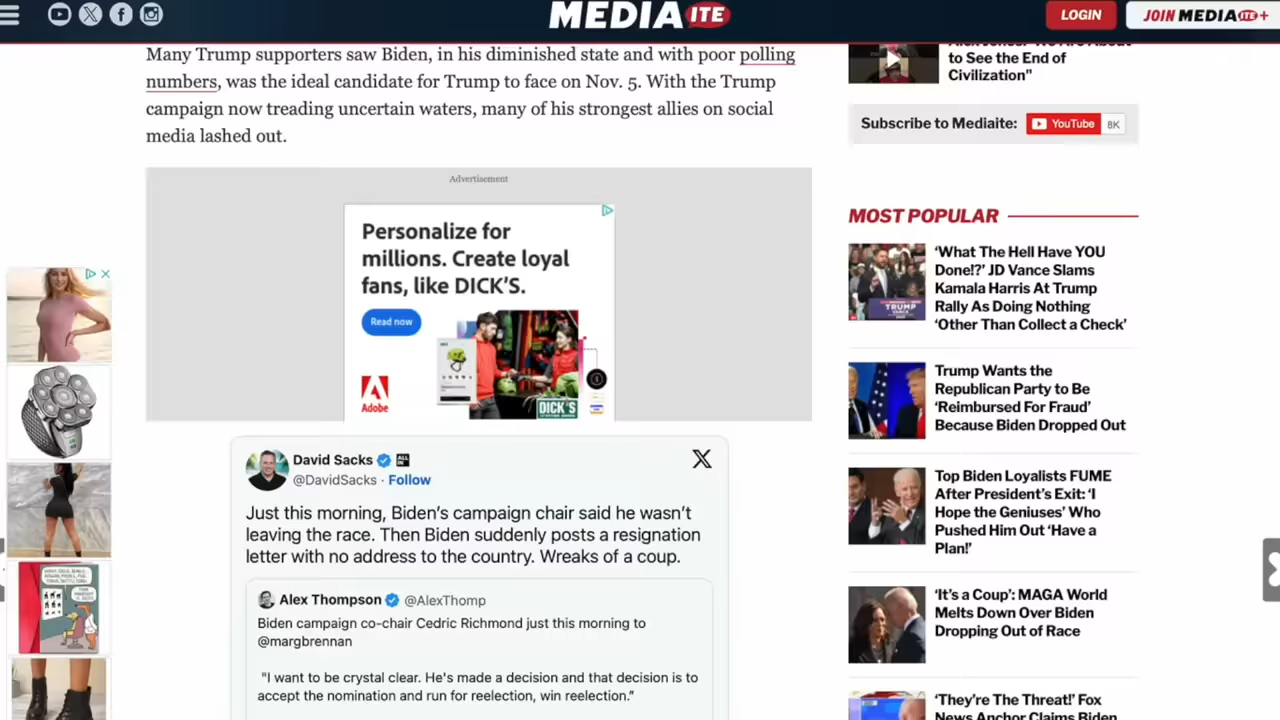 MEDIA ITE
LOGIN
JOIN MEDIAITE+
Many Trump supporters saw Biden, in his diminished state and with poor polling
numbers, was the ideal candidate for Trump to face on Nov. 5. With the Trump
campaign now treading uncertain waters, many of his strongest allies on social
media lashed out.
Advertisement
Personalize for
millions. Create loyal
fans, like DICK'S.
Read now
Adobe
DICK'S
David Sacks
@DavidSacks · Follow
Just this morning, Biden's campaign chair said he wasn't
leaving the race. Then Biden suddenly posts a resignation
letter with no address to the country. Wreaks of a coup.
Alex Thompson @AlexThomp
Biden campaign co-chair Cedric Richmond just this morning to
@margbrennan
"I want to be crystal clear. He's made a decision and that decision is to
accept the nomination and run for reelection, win reelection."
to See the End of
Civilization"
Subscribe to Mediaite:
YouTube 8K
MOST POPULAR
'What The Hell Have YOU
Done!?' JD Vance Slams
Kamala Harris At Trump
Rally As Doing Nothing
'Other Than Collect a Check'
Trump Wants the
Republican Party to Be
'Reimbursed For Fraud'
Because Biden Dropped Out
Top Biden Loyalists FUME
After President's Exit: 'I
Hope the Geniuses' Who
Pushed Him Out 'Have a
Plan!'
'It's a Coup': MAGA World
Melts Down Over Biden
Dropping Out of Race
'They're The Threat!' Fox
News Anchor Claims Biden